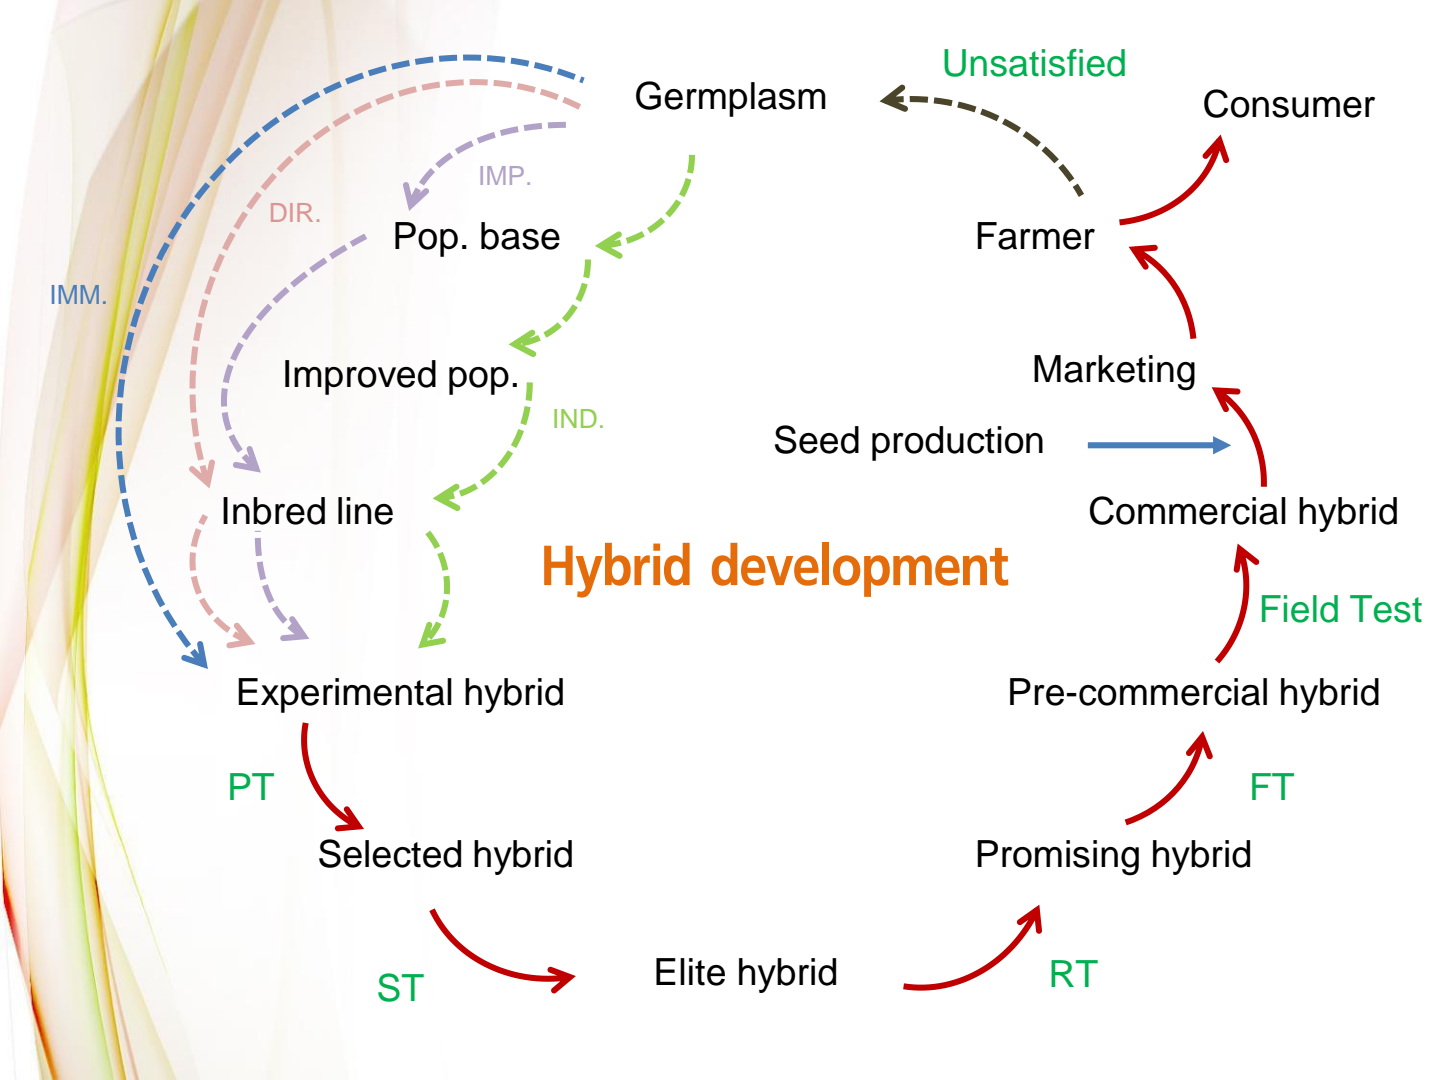 Unsatisfied
Germplasm
Consumer
IMP.
DIR.
Pop. base
Farmer
IMM.
Improved pop.
Marketing
IND.
Seed production
Inbred line
Commercial hybrid
Hybrid development
Field Test
Experimental hybrid
Pre-commercial hybrid
PT
FT
Selected hybrid
Promising hybrid
Elite hybrid
ST
RT